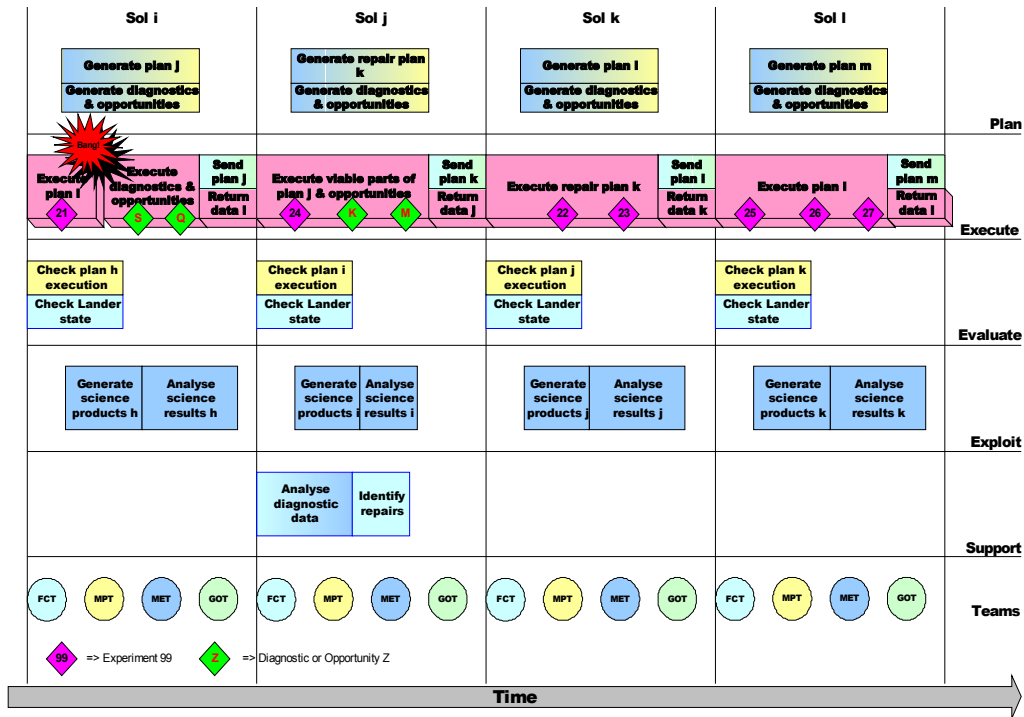 Sol i
Sol j
Sol k
Sol l
Generate plan j
Generate diagnostics
& opportunities
Generate repair plan
k
Generate diagnostics
& opportunities
Generate plan l
Generate diagnostics
& opportunities
Generate plan m
Generate diagnostics
& opportunities
Plan
Bang!
Execute
plan i
21
Execute
diagnostics &
opportunities
S
Q
Send
plan j
Return
data i
Execute viable parts of
plan j & opportunities
24
K
M
Send
plan k
Return
data j
Execute repair plan k
22
23
Send
plan l
Return
data k
Execute plan l
25
26
27
Send
plan m
Return
data l
Execute
Check plan h
execution
Check Lander
state
Check plan i
execution
Check Lander
state
Check plan j
execution
Check Lander
state
Check plan k
execution
Check Lander
state
Evaluate
Generate
science
products h
Analyse
science
results h
Generate
science
products i
Analyse
science
results i
Generate
science
products j
Analyse
science
results j
Generate
science
products k
Analyse
science
results k
Exploit
Analyse
diagnostic
data
Identify
repairs
Support
FCT
MPT
MET
GOT
FCT
MPT
MET
GOT
FCT
MPT
MET
GOT
FCT
MPT
MET
GOT
Teams
99
=> Experiment 99
Z
=> Diagnostic or Opportunity Z
Time